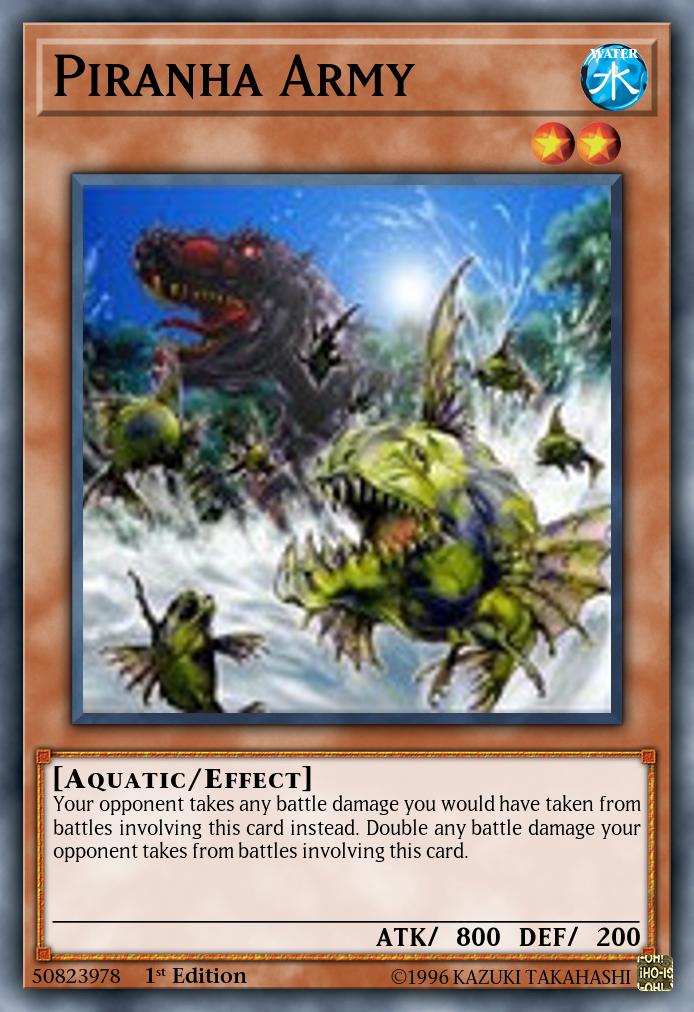 PIRANHA ARMY
WATER
水
[AQUATIC/EFFECT]
Your opponent takes any battle damage you would have taken from
battles involving this card instead. Double any battle damage your
opponent takes from battles involving this card.
ATK/ 800 DEF/ 200
50823978 1st Edition ©1996 KAZUKI TAKAHASHI